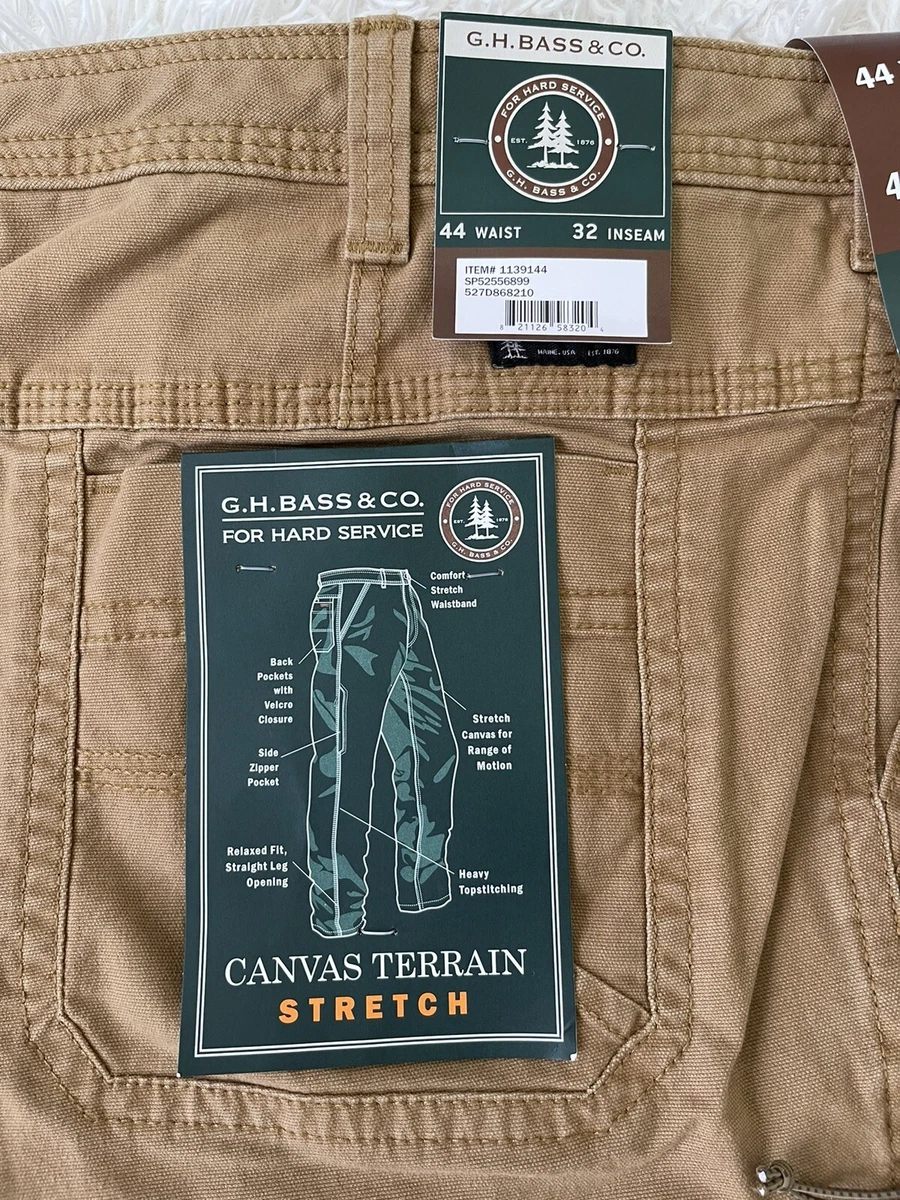 G.H. BASS & CO.
FOR HARD SERVICE
EST. 1876
G.H. BASS & CO.
44 WAIST 32 INSEAM
ITEM# 1139144
SP52556899
527D868210
8 21126 58320 4
MAINE, USA EST. 1876
44
4
G.H. BASS & CO.
FOR HARD SERVICE
FOR HARD SERVICE
EST. 1876
G.H. BASS & CO.
Comfort
Stretch
Waistband
Back
Pockets
with
Velcro
Closure
Stretch
Canvas for
Range of
Motion
Side
Zipper
Pocket
Relaxed Fit,
Straight Leg
Opening
Heavy
Topstitching
CANVAS TERRAIN
STRETCH